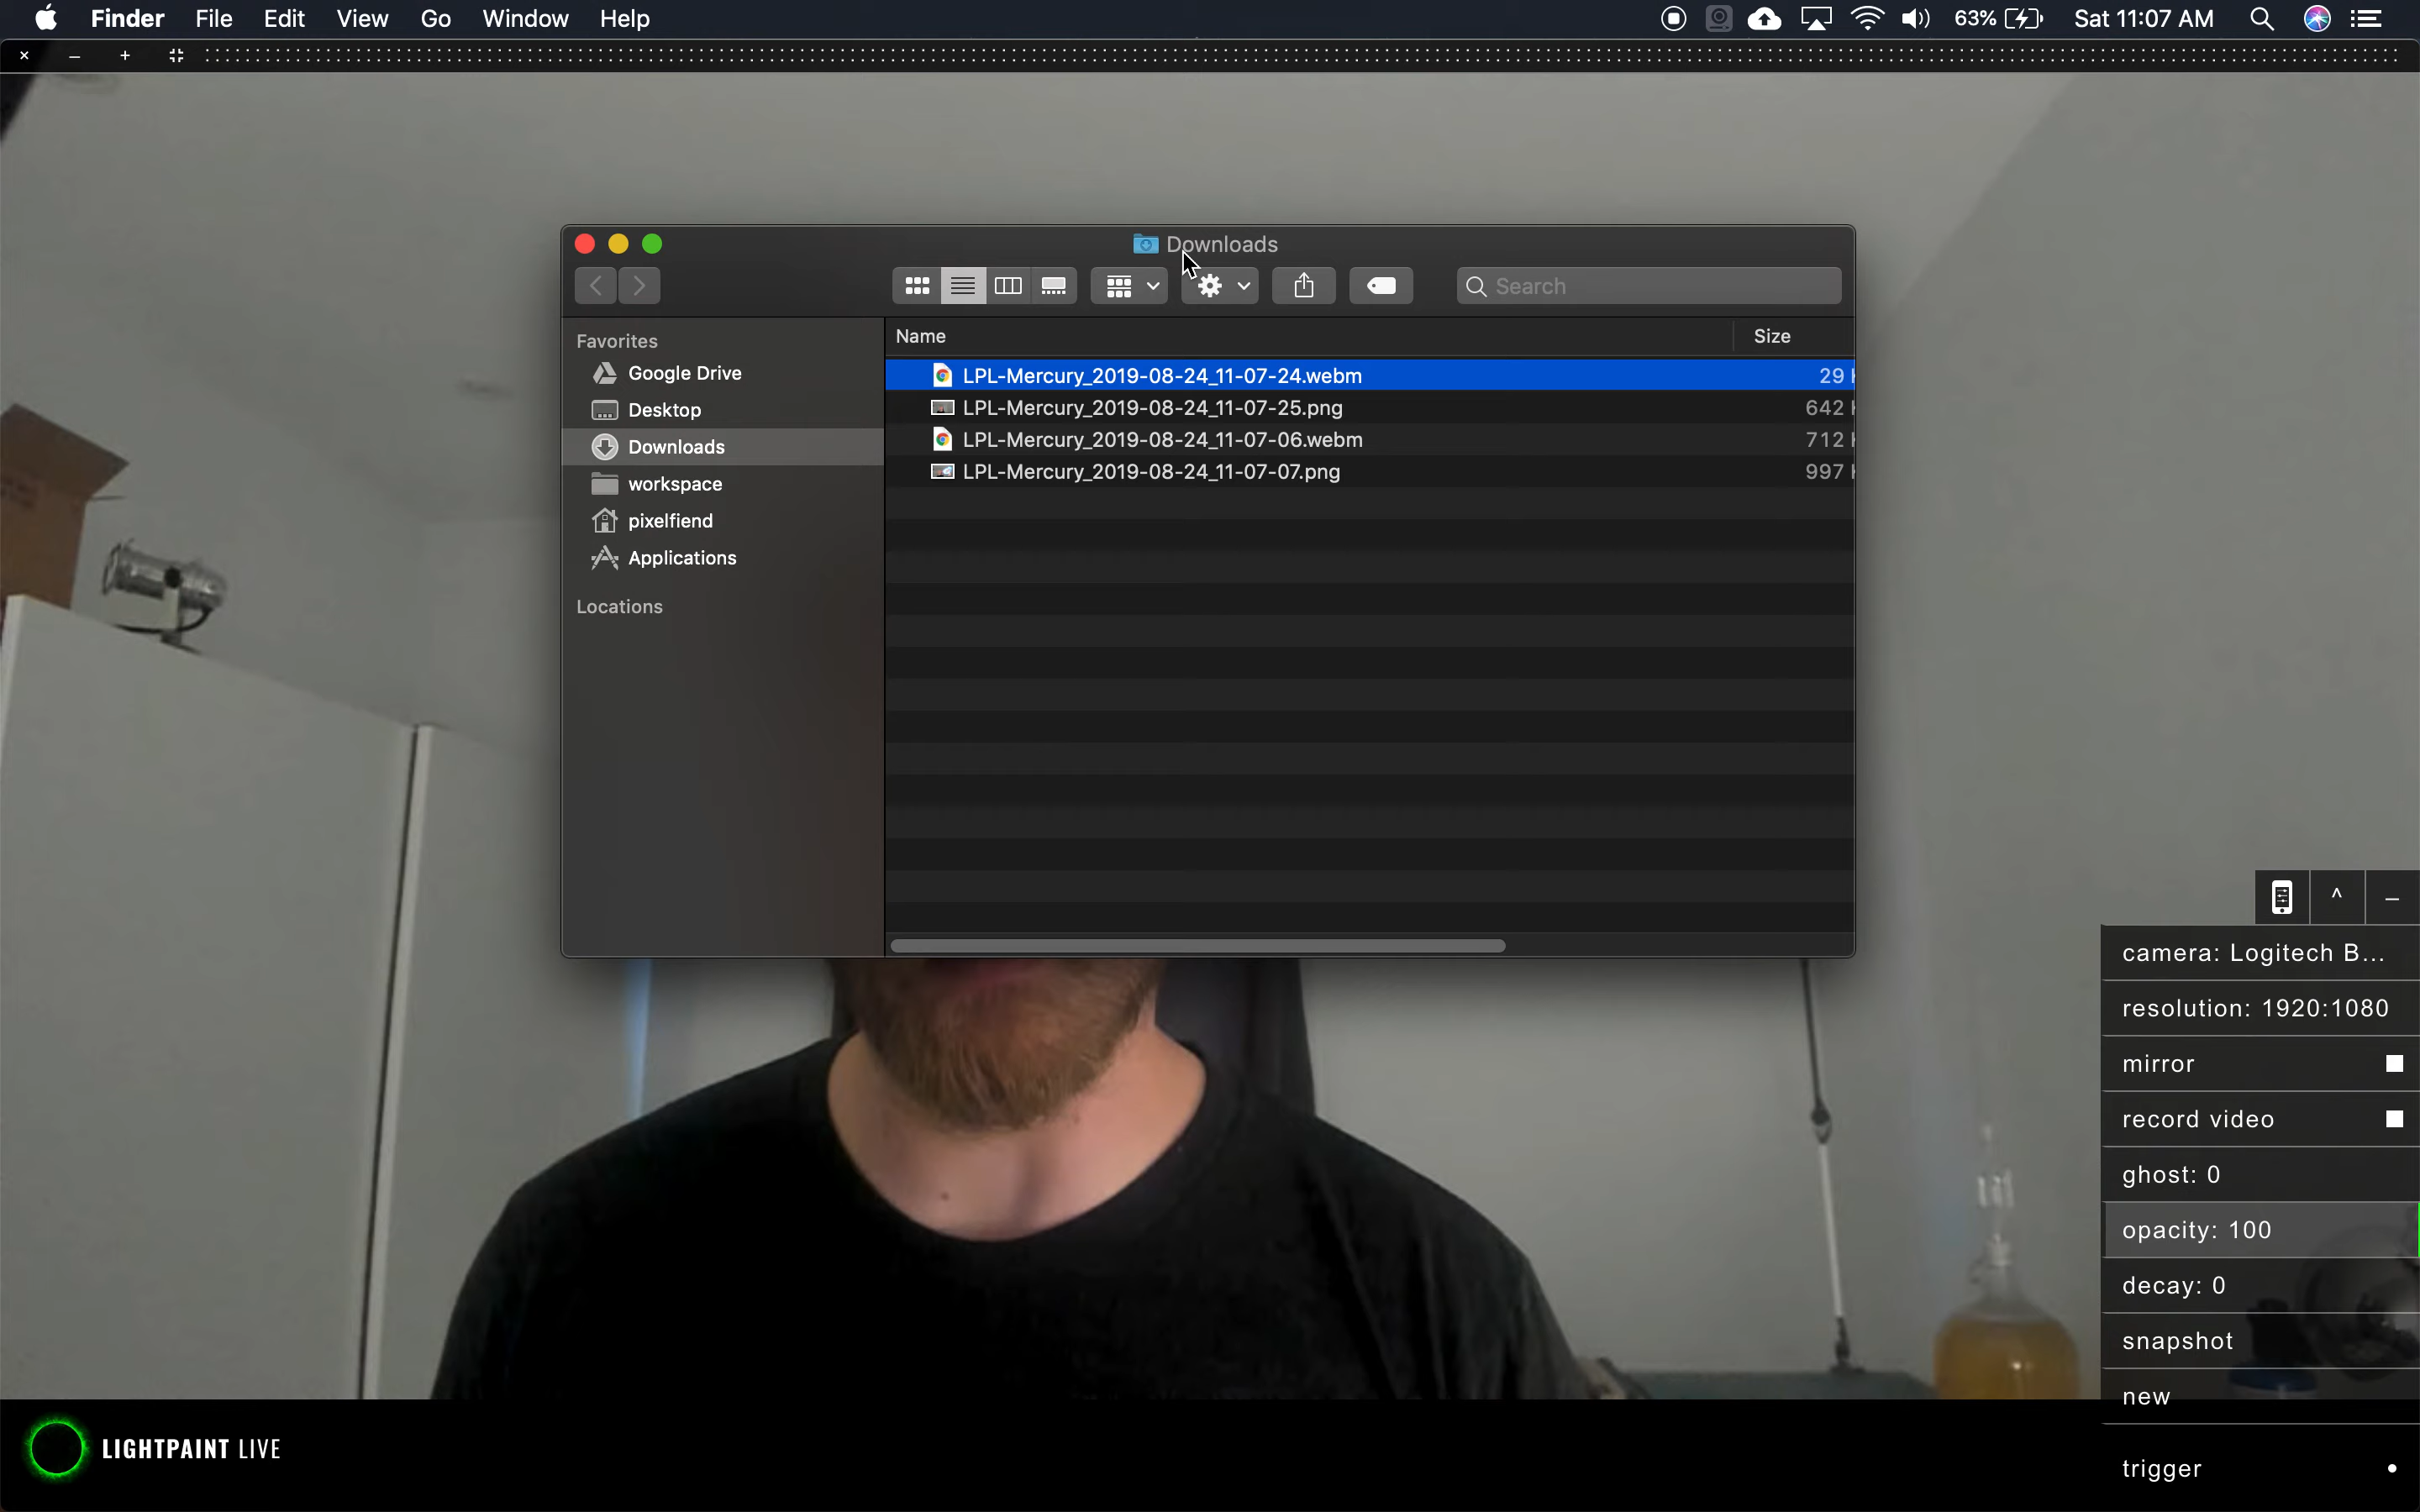 Finder File Edit View Go Window Help 63% Sat 11:07 AM
Downloads
Search
Favorites
Google Drive
Desktop
Downloads
workspace
pixelfiend
Applications
Locations
Name Size
LPL-Mercury_2019-08-24_11-07-24.webm 29 K
LPL-Mercury_2019-08-24_11-07-25.png 642 K
LPL-Mercury_2019-08-24_11-07-06.webm 712 K
LPL-Mercury_2019-08-24_11-07-07.png 997 K
camera: Logitech B...
resolution: 1920:1080
mirror
record video
ghost: 0
opacity: 100
decay: 0
snapshot
new
trigger
LIGHTPAINT LIVE